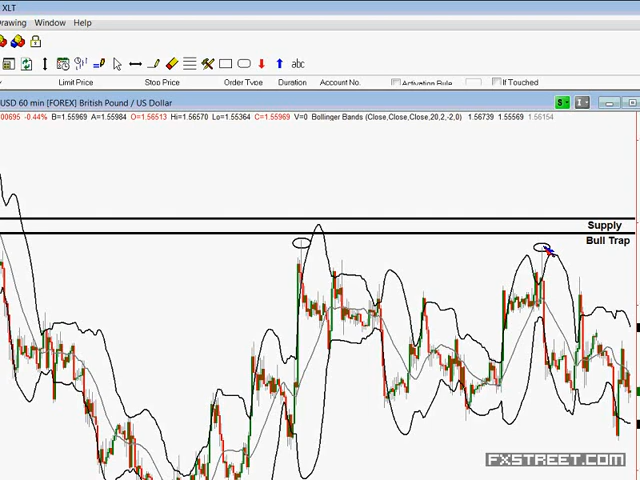 XLT
Drawing Window Help
abc
Limit Price Stop Price Order Type Duration Account No. Activation Rule If Touched
USD 60 min [FOREX] British Pound / US Dollar S I
00695 -0.44% B=1.55969 A=1.55984 O=1.56513 Hi=1.56570 Lo=1.55364 C=1.55969 V=0 Bollinger Bands (Close,Close,Close,20,2,-2,0) 1.56739 1.55569 1.56154
Supply
Bull Trap
FXSTREET.COM